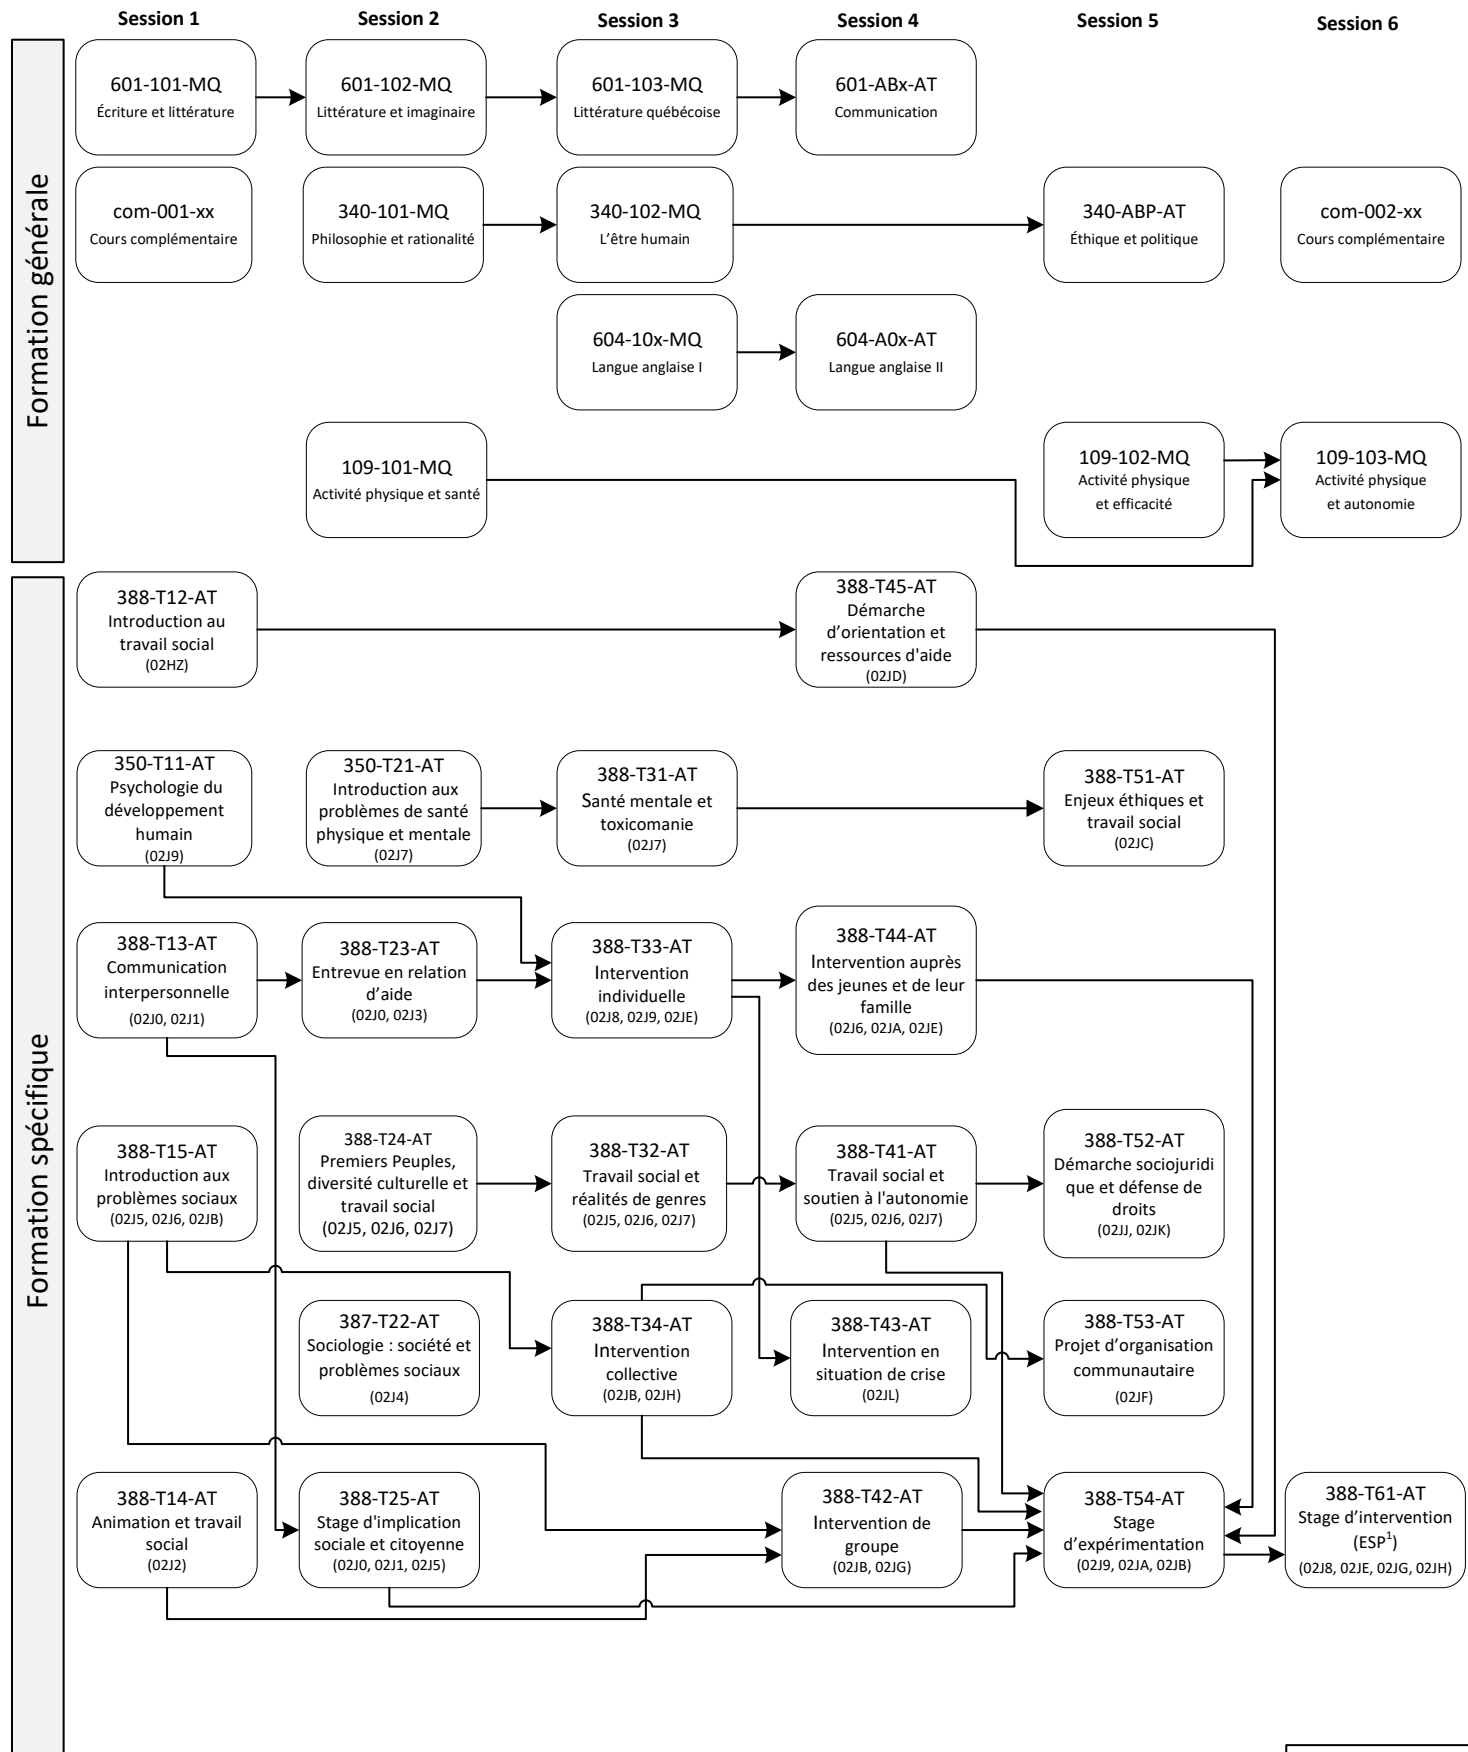 Session 1
Session 2
Session 3
Session 4
Session 5
Session 6
Formation générale
601-101-MQ
Écriture et littérature
601-102-MQ
Littérature et imaginaire
601-103-MQ
Littérature québécoise
601-ABx-AT
Communication
com-001-xx
Cours complémentaire
340-101-MQ
Philosophie et rationalité
340-102-MQ
L'être humain
340-ABP-AT
Éthique et politique
com-002-xx
Cours complémentaire
604-10x-MQ
Langue anglaise I
604-A0x-AT
Langue anglaise II
109-101-MQ
Activité physique et santé
109-102-MQ
Activité physique
et efficacité
109-103-MQ
Activité physique
et autonomie
Formation spécifique
388-T12-AT
Introduction au
travail social
(02HZ)
388-T45-AT
Démarche
d'orientation et
ressources d'aide
(02JD)
350-T11-AT
Psychologie du
développement
humain
(02J9)
350-T21-AT
Introduction aux
problèmes de santé
physique et mentale
(02J7)
388-T31-AT
Santé mentale et
toxicomanie
(02J7)
388-T51-AT
Enjeux éthiques et
travail social
(02JC)
388-T13-AT
Communication
interpersonnelle
(02J0, 02J1)
388-T23-AT
Entrevue en relation
d'aide
(02J0, 02J3)
388-T33-AT
Intervention
individuelle
(02J8, 02J9, 02JE)
388-T44-AT
Intervention auprès
des jeunes et de leur
famille
(02J6, 02JA, 02JE)
388-T15-AT
Introduction aux
problèmes sociaux
(02J5, 02J6, 02JB)
388-T24-AT
Premiers Peuples,
diversité culturelle et
travail social
(02J5, 02J6, 02J7)
388-T32-AT
Travail social et
réalités de genres
(02J5, 02J6, 02J7)
388-T41-AT
Travail social et
soutien à l'autonomie
(02J5, 02J6, 02J7)
388-T52-AT
Démarche sociojuridi
que et défense de
droits
(02JJ, 02JK)
387-T22-AT
Sociologie : société et
problèmes sociaux
(02J4)
388-T34-AT
Intervention
collective
(02JB, 02JH)
388-T43-AT
Intervention en
situation de crise
(02JL)
388-T53-AT
Projet d'organisation
communautaire
(02JF)
388-T14-AT
Animation et travail
social
(02J2)
388-T25-AT
Stage d'implication
sociale et citoyenne
(02J0, 02J1, 02J5)
388-T42-AT
Intervention de
groupe
(02JB, 02JG)
388-T54-AT
Stage
d'expérimentation
(02J9, 02JA, 02JB)
388-T61-AT
Stage d'intervention
(ESP¹)
(02J8, 02JE, 02JG, 02JH)